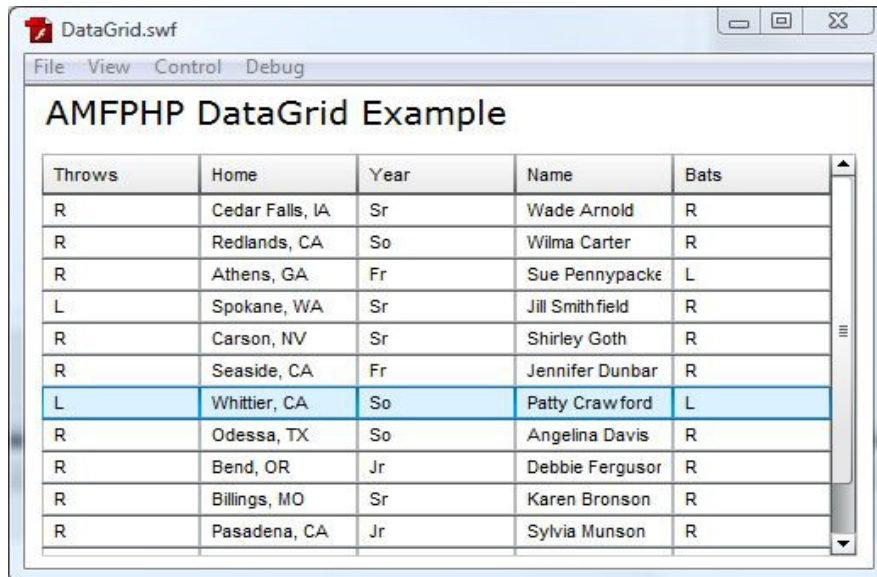 DataGrid.swf
File View Control Debug
AMFPHP DataGrid Example
Throws Home Year Name Bats
R Cedar Falls, IA Sr Wade Arnold R
R Redlands, CA So Wilma Carter R
R Athens, GA Fr Sue Pennypacke L
L Spokane, WA Sr Jill Smithfield R
R Carson, NV Sr Shirley Goth R
R Seaside, CA Fr Jennifer Dunbar R
L Whittier, CA So Patty Crawford L
R Odessa, TX So Angelina Davis R
R Bend, OR Jr Debbie Ferguson R
R Billings, MO Sr Karen Bronson R
R Pasadena, CA Jr Sylvia Munson R